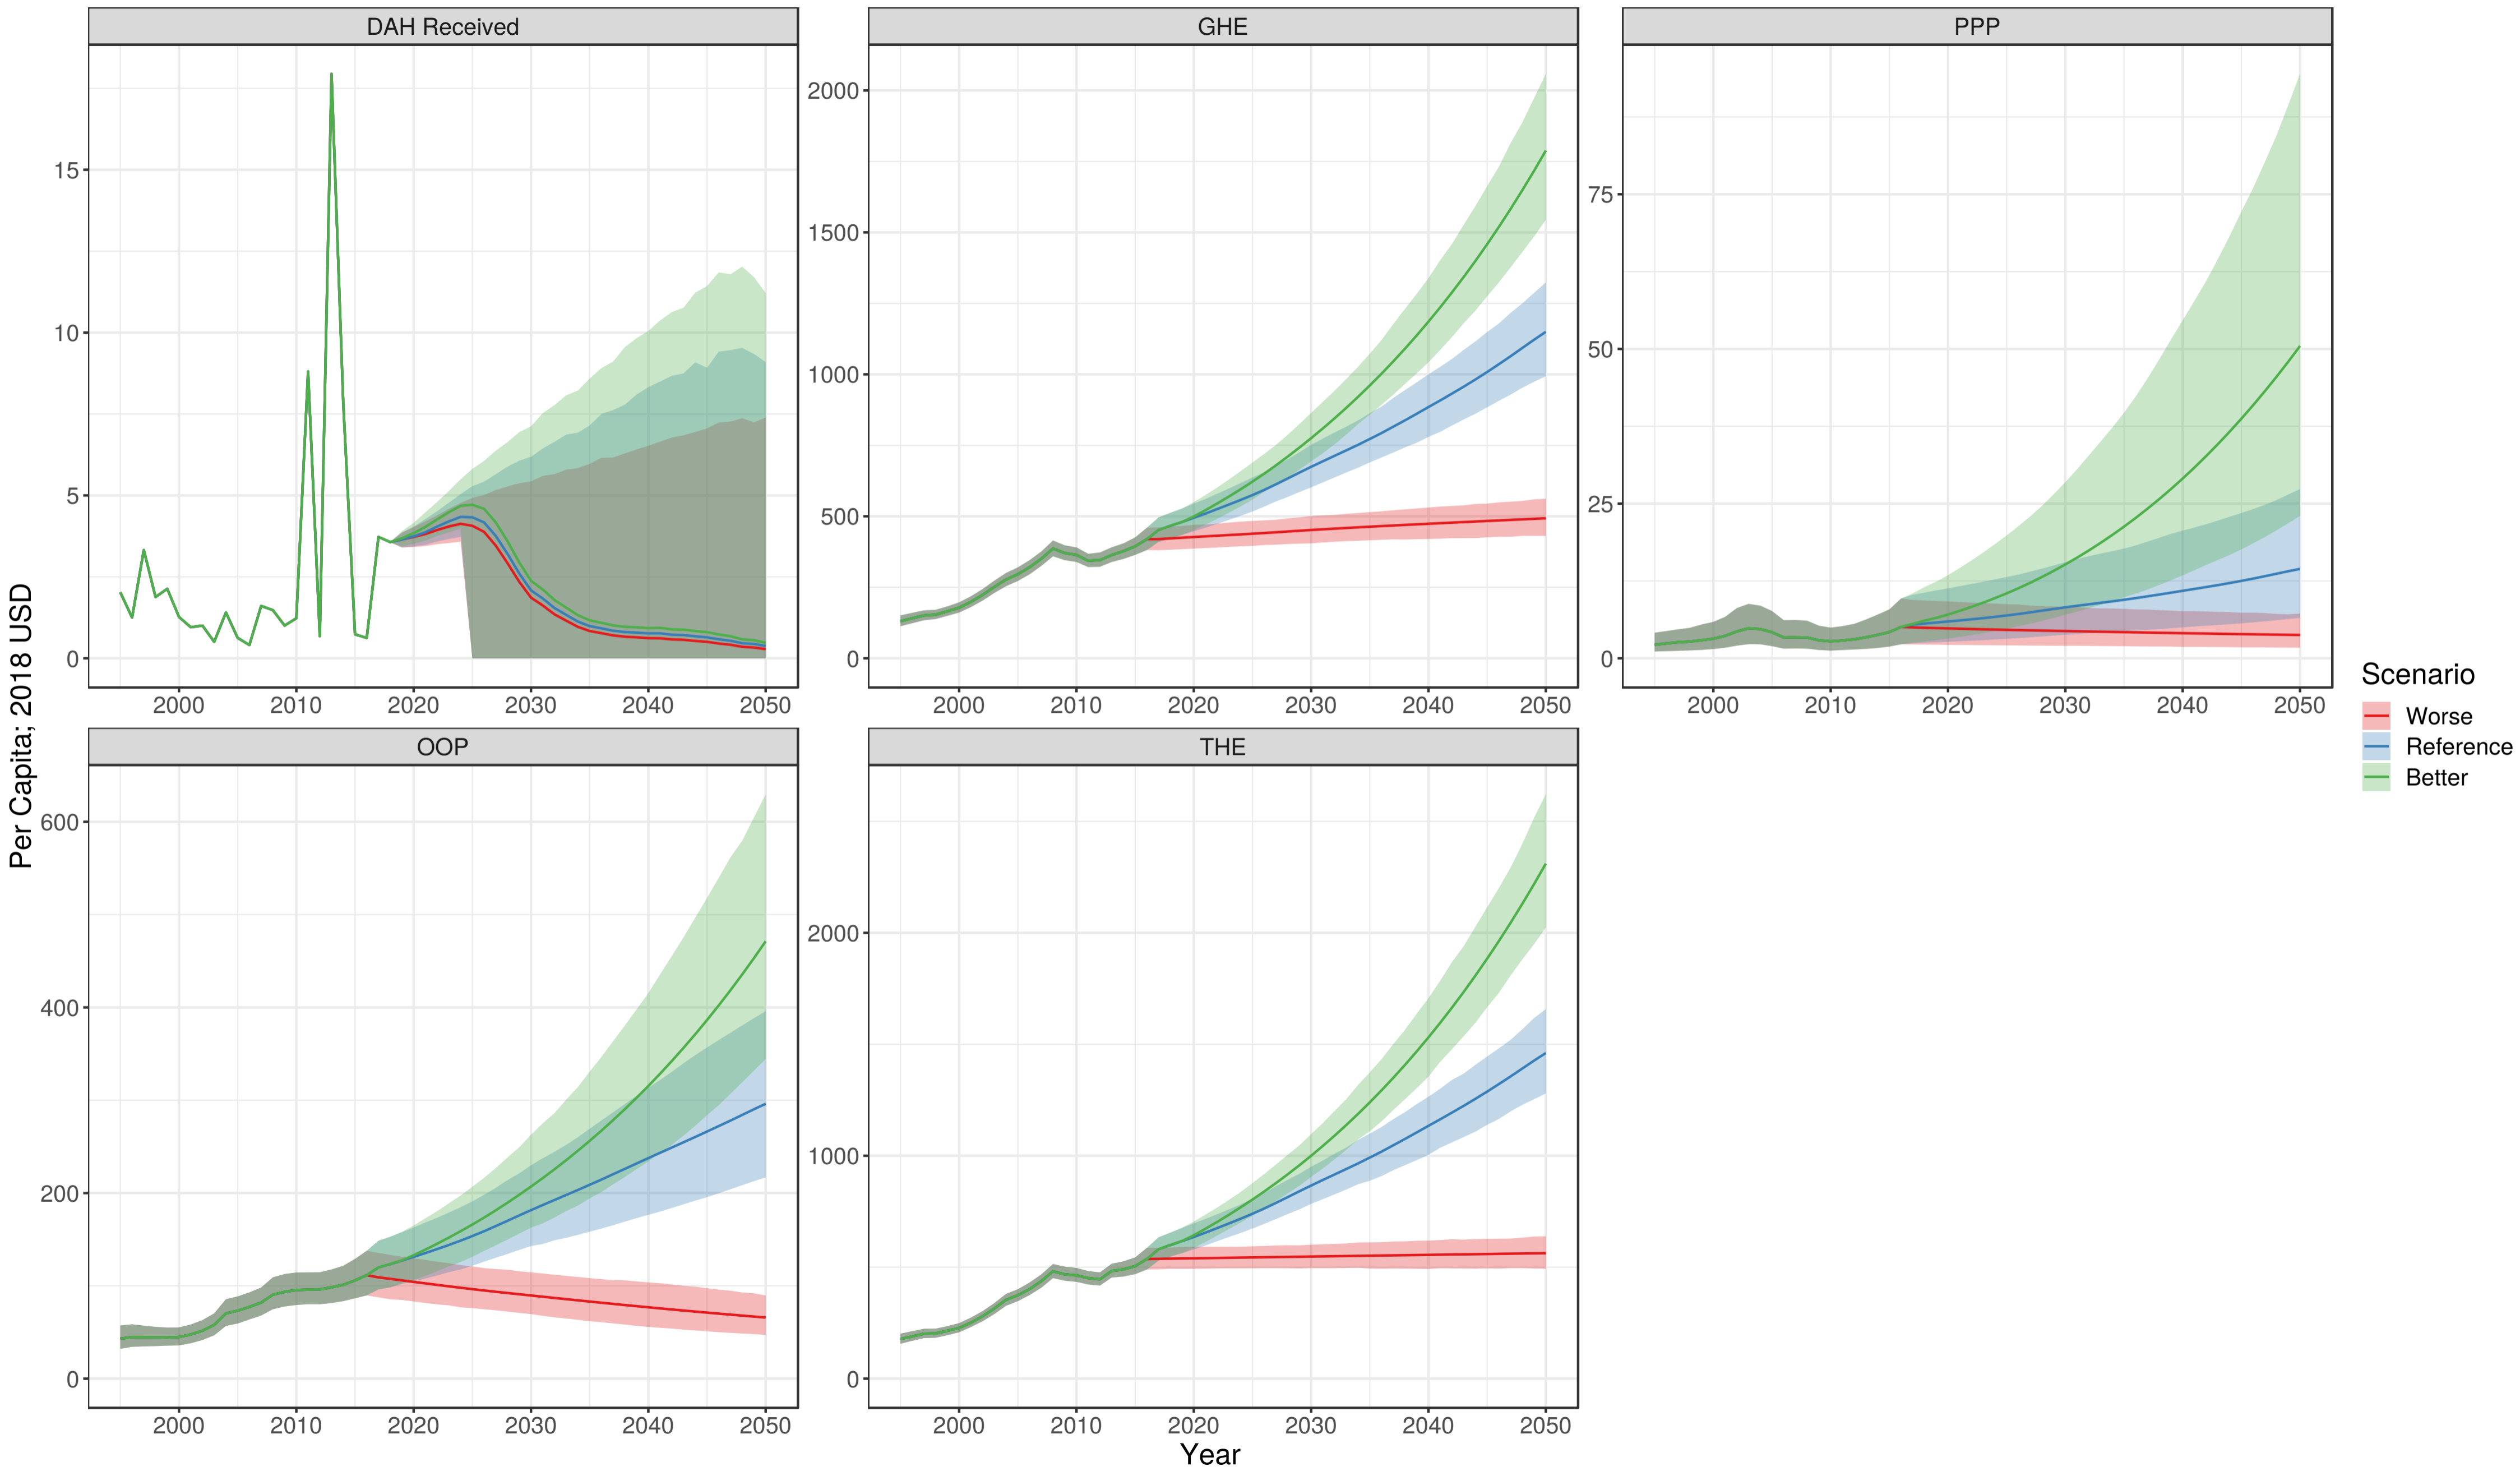 DAH Received
GHE
PPP
15
10
5
0
2000
1500
1000
500
0
75
50
25
0
2000 2010 2020 2030 2040 2050
2000 2010 2020 2030 2040 2050
2000 2010 2020 2030 2040 2050
OOP
THE
600
400
200
0
2000
1000
0
2000 2010 2020 2030 2040 2050
2000 2010 2020 2030 2040 2050
Per Capita; 2018 USD
Year
Scenario
Worse
Reference
Better